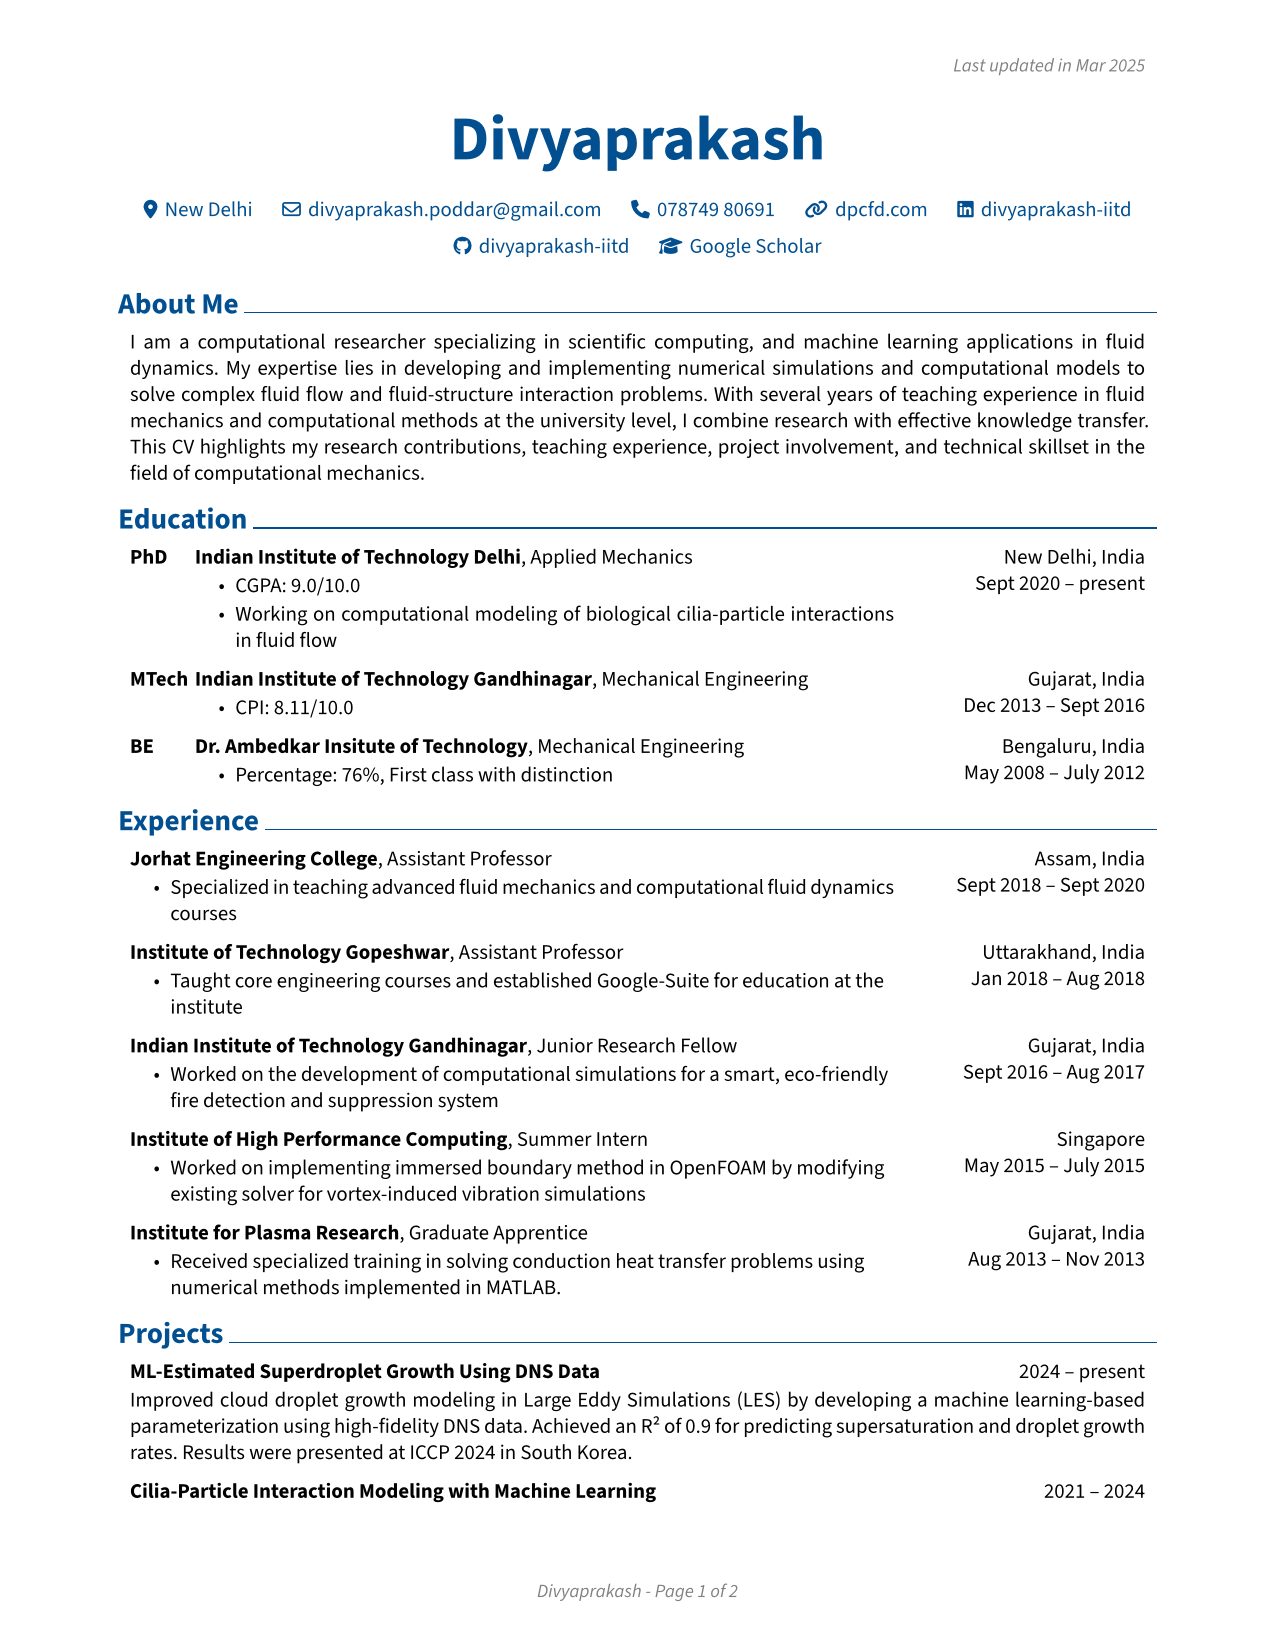 Last updated in Mar 2025
Divyaprakash
New Delhi divyaprakash.poddar@gmail.com 078749 80691 dpcfd.com divyaprakash-iitd
divyaprakash-iitd Google Scholar
About Me
I am a computational researcher specializing in scientific computing, and machine learning applications in fluid
dynamics. My expertise lies in developing and implementing numerical simulations and computational models to
solve complex fluid flow and fluid-structure interaction problems. With several years of teaching experience in fluid
mechanics and computational methods at the university level, I combine research with effective knowledge transfer.
This CV highlights my research contributions, teaching experience, project involvement, and technical skillset in the
field of computational mechanics.
Education
PhD Indian Institute of Technology Delhi, Applied Mechanics New Delhi, India
• CGPA: 9.0/10.0 Sept 2020 – present
• Working on computational modeling of biological cilia-particle interactions
in fluid flow
MTech Indian Institute of Technology Gandhinagar, Mechanical Engineering Gujarat, India
• CPI: 8.11/10.0 Dec 2013 – Sept 2016
BE Dr. Ambedkar Insitute of Technology, Mechanical Engineering Bengaluru, India
• Percentage: 76%, First class with distinction May 2008 – July 2012
Experience
Jorhat Engineering College, Assistant Professor Assam, India
• Specialized in teaching advanced fluid mechanics and computational fluid dynamics Sept 2018 – Sept 2020
courses
Institute of Technology Gopeshwar, Assistant Professor Uttarakhand, India
• Taught core engineering courses and established Google-Suite for education at the Jan 2018 – Aug 2018
institute
Indian Institute of Technology Gandhinagar, Junior Research Fellow Gujarat, India
• Worked on the development of computational simulations for a smart, eco-friendly Sept 2016 – Aug 2017
fire detection and suppression system
Institute of High Performance Computing, Summer Intern Singapore
• Worked on implementing immersed boundary method in OpenFOAM by modifying May 2015 – July 2015
existing solver for vortex-induced vibration simulations
Institute for Plasma Research, Graduate Apprentice Gujarat, India
• Received specialized training in solving conduction heat transfer problems using Aug 2013 – Nov 2013
numerical methods implemented in MATLAB.
Projects
ML-Estimated Superdroplet Growth Using DNS Data 2024 – present
Improved cloud droplet growth modeling in Large Eddy Simulations (LES) by developing a machine learning-based
parameterization using high-fidelity DNS data. Achieved an R² of 0.9 for predicting supersaturation and droplet growth
rates. Results were presented at ICCP 2024 in South Korea.
Cilia-Particle Interaction Modeling with Machine Learning 2021 – 2024
Divyaprakash - Page 1 of 2